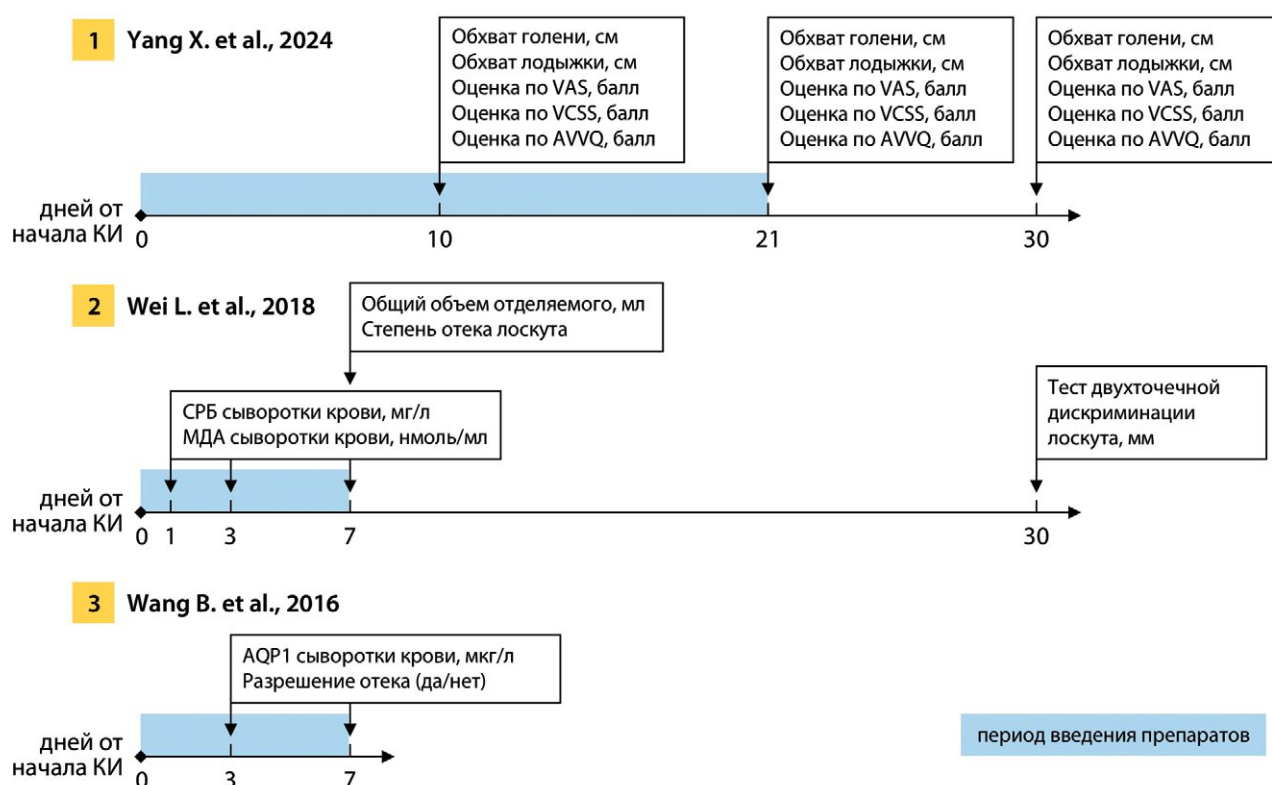 1 Yang X. et al., 2024
Обхват голени, см
Обхват лодыжки, см
Оценка по VAS, балл
Оценка по VCSS, балл
Оценка по AVVQ, балл
Обхват голени, см
Обхват лодыжки, см
Оценка по VAS, балл
Оценка по VCSS, балл
Оценка по AVVQ, балл
Обхват голени, см
Обхват лодыжки, см
Оценка по VAS, балл
Оценка по VCSS, балл
Оценка по AVVQ, балл
дней от
начала КИ
0 10 21 30
2 Wei L. et al., 2018
Общий объем отделяемого, мл
Степень отека лоскута
СРБ сыворотки крови, мг/л
МДА сыворотки крови, нмоль/мл
Тест двухточечной
дискриминации
лоскута, мм
дней от
начала КИ
0 1 3 7 30
3 Wang B. et al., 2016
AQP1 сыворотки крови, мкг/л
Разрешение отека (да/нет)
дней от
начала КИ
0 3 7
период введения препаратов